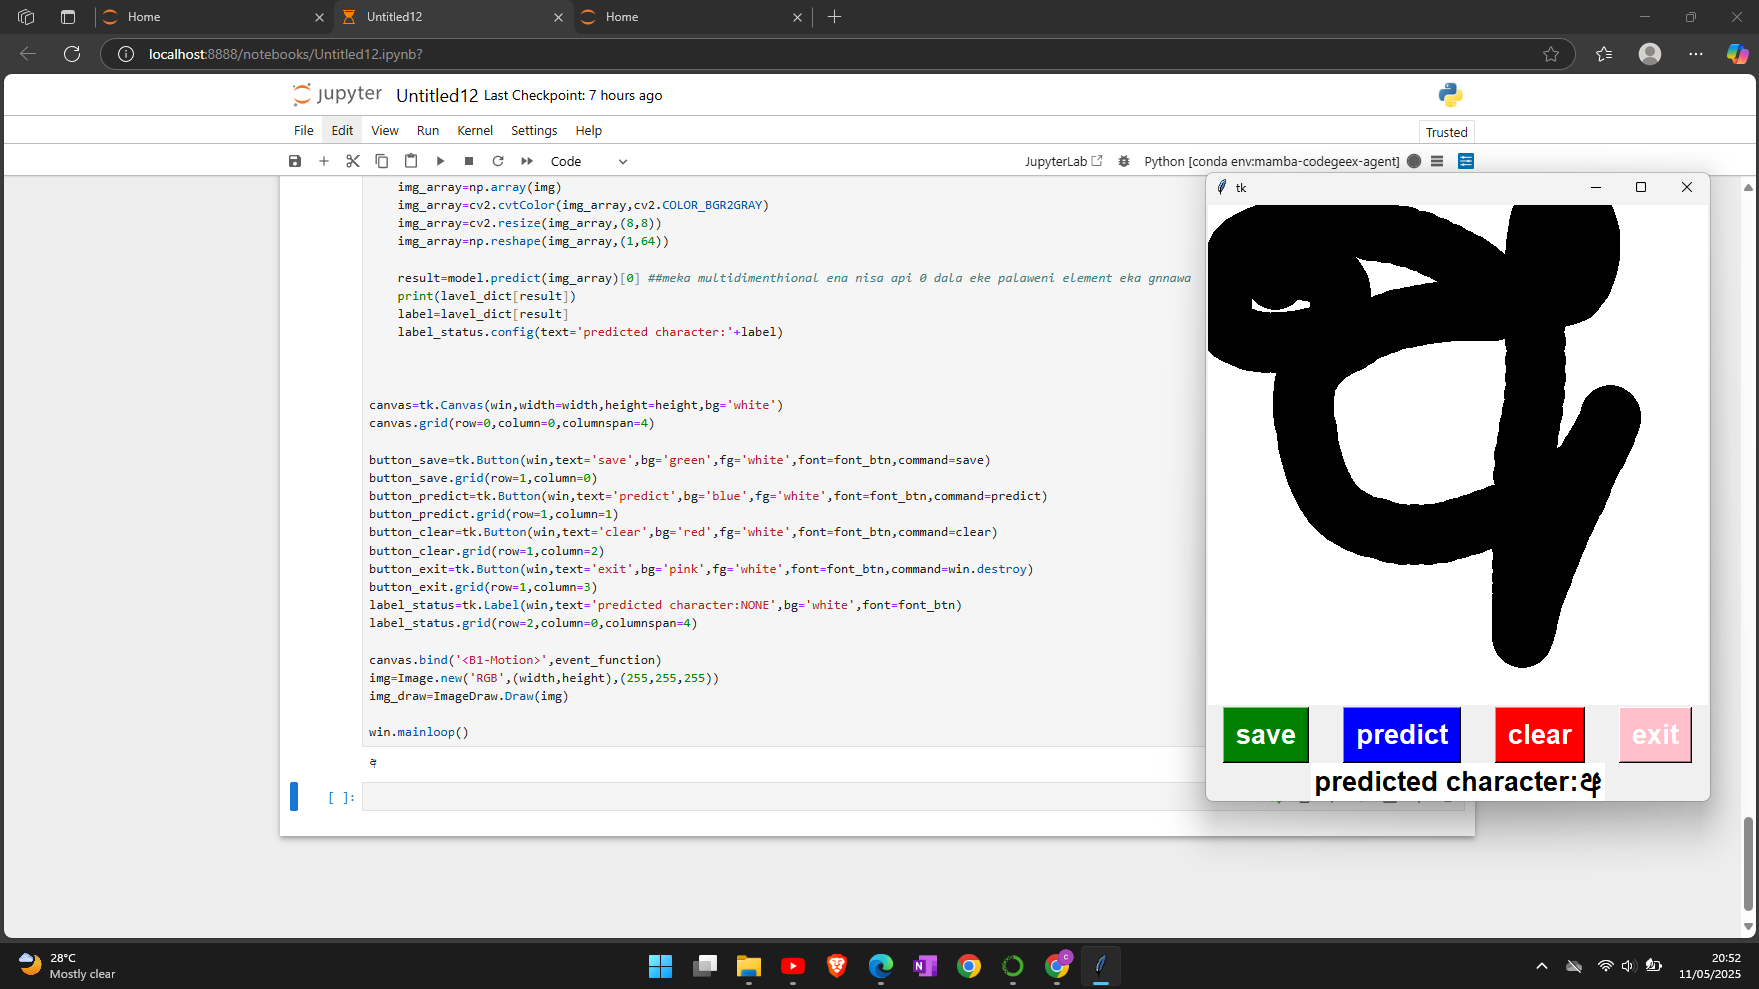 Home
Untitled12
Home
localhost:8888/notebooks/Untitled12.ipynb?
jupyter Untitled12 Last Checkpoint: 7 hours ago
File Edit View Run Kernel Settings Help
Trusted
Code
JupyterLab
Python [conda env:mamba-codegeex-agent]
img_array=np.array(img)
img_array=cv2.cvtColor(img_array,cv2.COLOR_BGR2GRAY)
img_array=cv2.resize(img_array,(8,8))
img_array=np.reshape(img_array,(1,64))
result=model.predict(img_array)[0] ##meka multidimenthional ena nisa api 0 dala eke palaweni element eka gnnawa
print(lavel_dict[result])
label=lavel_dict[result]
label_status.config(text='predicted character:'+label)
canvas=tk.Canvas(win,width=width,height=height,bg='white')
canvas.grid(row=0,column=0,columnspan=4)
button_save=tk.Button(win,text='save',bg='green',fg='white',font=font_btn,command=save)
button_save.grid(row=1,column=0)
button_predict=tk.Button(win,text='predict',bg='blue',fg='white',font=font_btn,command=predict)
button_predict.grid(row=1,column=1)
button_clear=tk.Button(win,text='clear',bg='red',fg='white',font=font_btn,command=clear)
button_clear.grid(row=1,column=2)
button_exit=tk.Button(win,text='exit',bg='pink',fg='white',font=font_btn,command=win.destroy)
button_exit.grid(row=1,column=3)
label_status=tk.Label(win,text='predicted character:NONE',bg='white',font=font_btn)
label_status.grid(row=2,column=0,columnspan=4)
canvas.bind('<B1-Motion>',event_function)
img=Image.new('RGB',(width,height),(255,255,255))
img_draw=ImageDraw.Draw(img)
win.mainloop()
අ
[ ]:
tk
අ
save predict clear exit
predicted character:අ
28°C
Mostly clear
20:52
11/05/2025